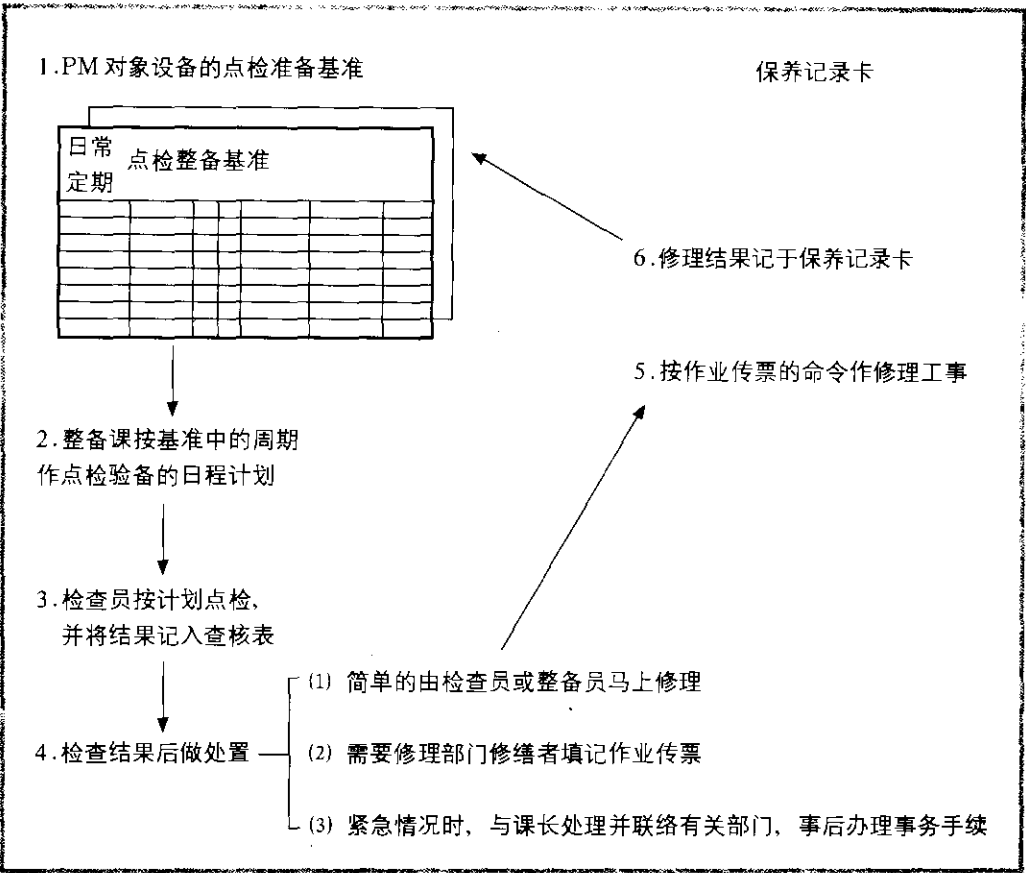 1.PM 对象设备的点检准备基准
保养记录卡
日常
定期
点检整备基准
6.修理结果记于保养记录卡
5.按作业传票的命令作修理工事
2.整备课按基准中的周期
作点检验备的日程计划
3.检查员按计划点检，
并将结果记入查核表
(1) 简单的由检查员或整备员马上修理
4.检查结果后做处置
(2) 需要修理部门修缮者填记作业传票
(3) 紧急情况时，与课长处理并联络有关部门，事后办理事务手续